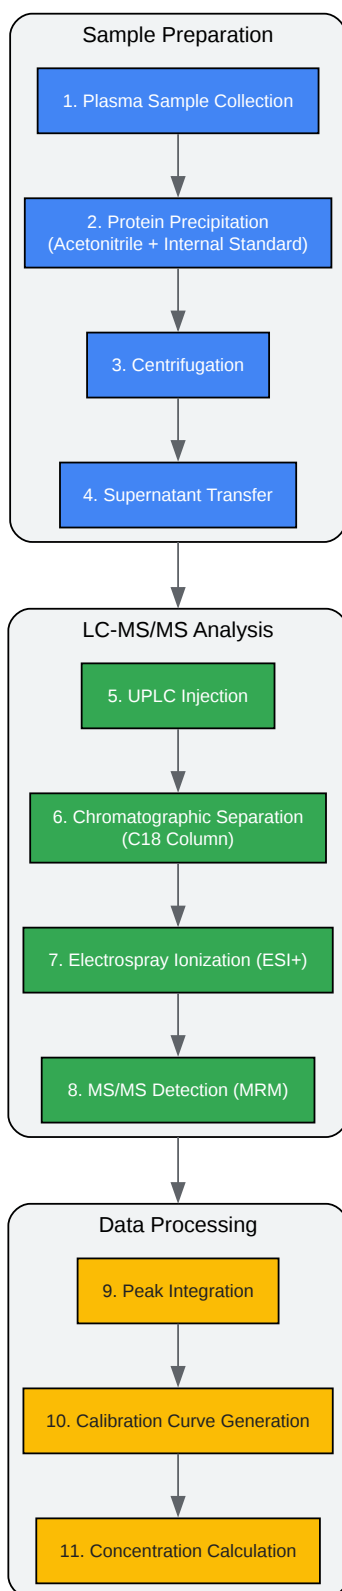 Sample Preparation
1. Plasma Sample Collection
2. Protein Precipitation
(Acetonitrile + Internal Standard)
3. Centrifugation
4. Supernatant Transfer
LC-MS/MS Analysis
5. UPLC Injection
6. Chromatographic Separation
(C18 Column)
7. Electrospray Ionization (ESI+)
8. MS/MS Detection (MRM)
Data Processing
9. Peak Integration
10. Calibration Curve Generation
11. Concentration Calculation